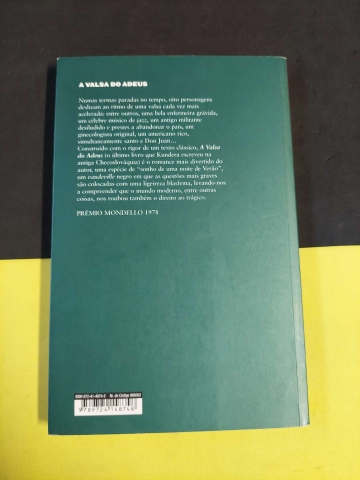 A VALSA DO ADEUS
Numas termas paradas no tempo, oito personagens
deslizam ao ritmo de uma valsa cada vez mais
acelerada: entre outros, uma bela enfermeira grávida,
um célebre músico de jazz, um antigo militante
desiludido e prestes a abandonar o país, um
ginecologista original, um americano rico,
simultaneamente santo e Don Juan...
Construído com o rigor de um texto clássico, A Valsa
do Adeus (o último livro que Kundera escreveu na
antiga Checoslováquia) é o romance mais divertido do
autor, uma espécie de "sonho de uma noite de Verão",
um vaudeville negro em que as questões mais graves
são colocadas com uma ligeireza blasfema, levando-nos
a compreender que o mundo moderno, entre outras
coisas, nos roubou também o direito ao trágico.
PRÉMIO MONDELLO 1978
9789724148748